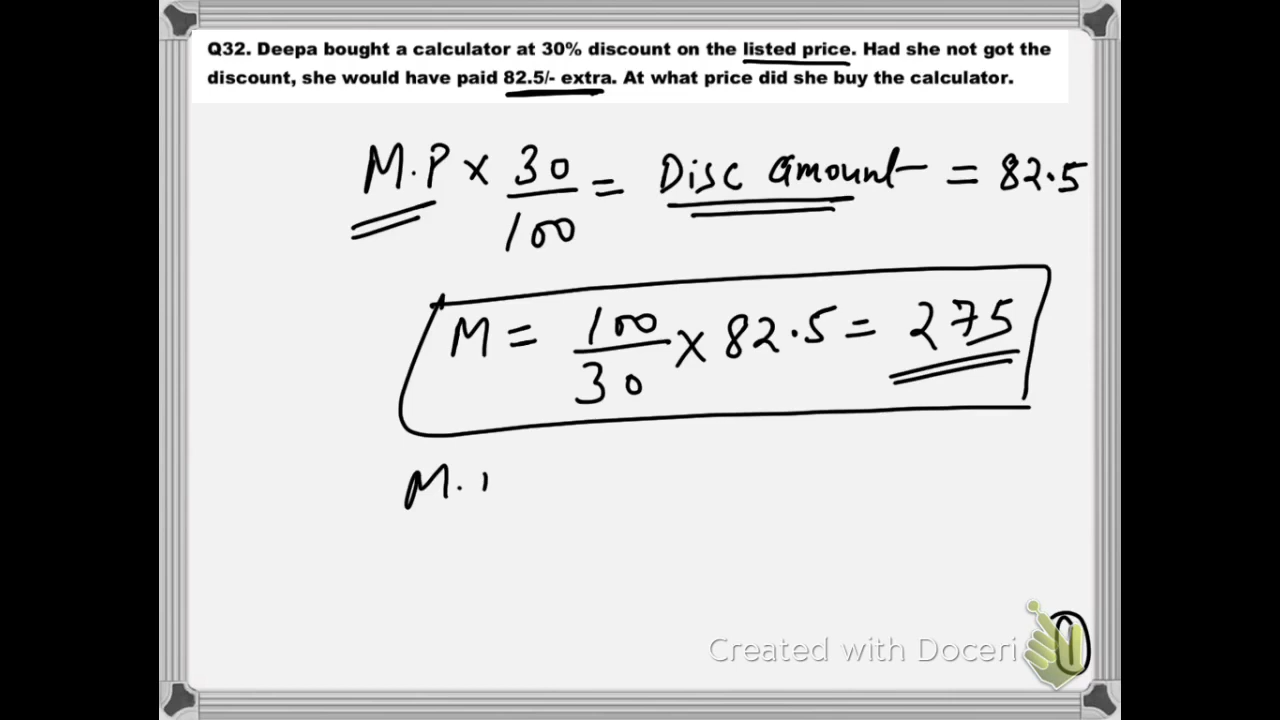 Q32. Deepa bought a calculator at 30% discount on the listed price. Had she not got the
discount, she would have paid 82.5/- extra. At what price did she buy the calculator.
M.P × 30/100 = Disc amount = 82.5
M = 100/30 × 82.5 = 275
M.
Created with Doceri